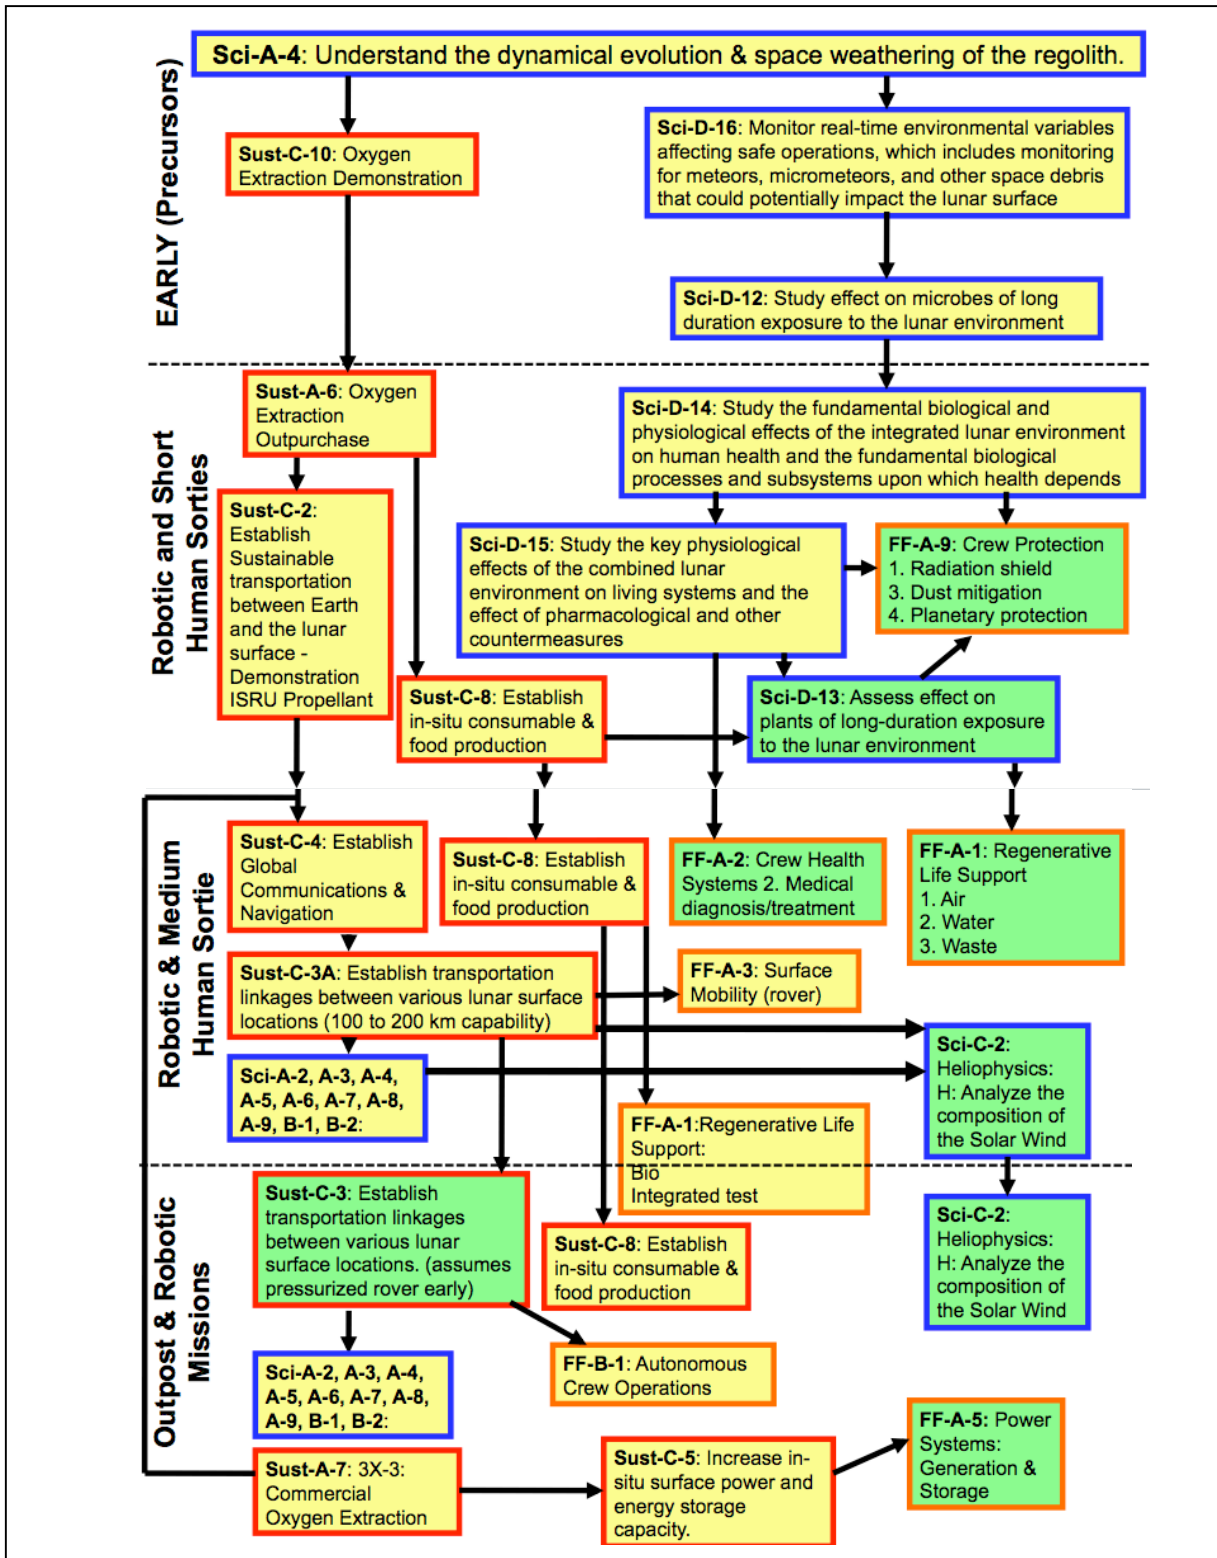 Sci-A-4: Understand the dynamical evolution & space weathering of the regolith.
EARLY (Precursors)
Sust-C-10: Oxygen
Extraction Demonstration
Sci-D-16: Monitor real-time environmental variables
affecting safe operations, which includes monitoring
for meteors, micrometeors, and other space debris
that could potentially impact the lunar surface
Sci-D-12: Study effect on microbes of long
duration exposure to the lunar environment
Robotic and Short
Human Sorties
Sust-A-6: Oxygen
Extraction
Outpurchase
Sci-D-14: Study the fundamental biological and
physiological effects of the integrated lunar environment
on human health and the fundamental biological
processes and subsystems upon which health depends
Sust-C-2:
Establish
Sustainable
transportation
between Earth
and the lunar
surface -
Demonstration
ISRU Propellant
Sci-D-15: Study the key physiological
effects of the combined lunar
environment on living systems and the
effect of pharmacological and other
countermeasures
FF-A-9: Crew Protection
1. Radiation shield
3. Dust mitigation
4. Planetary protection
Sust-C-8: Establish
in-situ consumable &
food production
Sci-D-13: Assess effect on
plants of long-duration exposure
to the lunar environment
Robotic & Medium
Human Sortie
Sust-C-4: Establish
Global
Communications &
Navigation
Sust-C-8: Establish
in-situ consumable &
food production
FF-A-2: Crew Health
Systems 2. Medical
diagnosis/treatment
FF-A-1: Regenerative
Life Support
1. Air
2. Water
3. Waste
Sust-C-3A: Establish transportation
linkages between various lunar surface
locations (100 to 200 km capability)
FF-A-3: Surface
Mobility (rover)
Sci-A-2, A-3, A-4,
A-5, A-6, A-7, A-8,
A-9, B-1, B-2:
Sci-C-2:
Heliophysics:
H: Analyze the
composition of
the Solar Wind
FF-A-1:Regenerative Life
Support:
Bio
Integrated test
Outpost & Robotic
Missions
Sust-C-3: Establish
transportation linkages
between various lunar
surface locations. (assumes
pressurized rover early)
Sust-C-8: Establish
in-situ consumable &
food production
Sci-C-2:
Heliophysics:
H: Analyze the
composition of
the Solar Wind
Sci-A-2, A-3, A-4,
A-5, A-6, A-7, A-8,
A-9, B-1, B-2:
FF-B-1: Autonomous
Crew Operations
Sust-A-7: 3X-3:
Commercial
Oxygen Extraction
Sust-C-5: Increase in-
situ surface power and
energy storage
capacity.
FF-A-5: Power
Systems:
Generation &
Storage